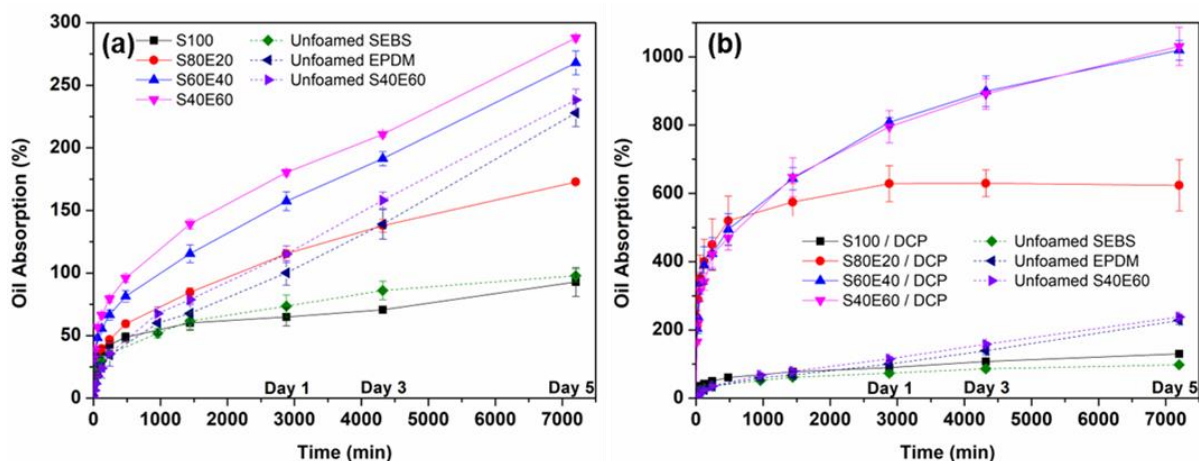 (a)
S100
S80E20
S60E40
S40E60
Unfoamed SEBS
Unfoamed EPDM
Unfoamed S40E60
Oil Absorption (%)
300
250
200
150
100
50
0
Day 1
Day 3
Day 5
0 1000 2000 3000 4000 5000 6000 7000
Time (min)
(b)
Oil Absorption (%)
1000
800
600
400
200
0
S100 / DCP
S80E20 / DCP
S60E40 / DCP
S40E60 / DCP
Unfoamed SEBS
Unfoamed EPDM
Unfoamed S40E60
Day 1
Day 3
Day 5
0 1000 2000 3000 4000 5000 6000 7000
Time (min)